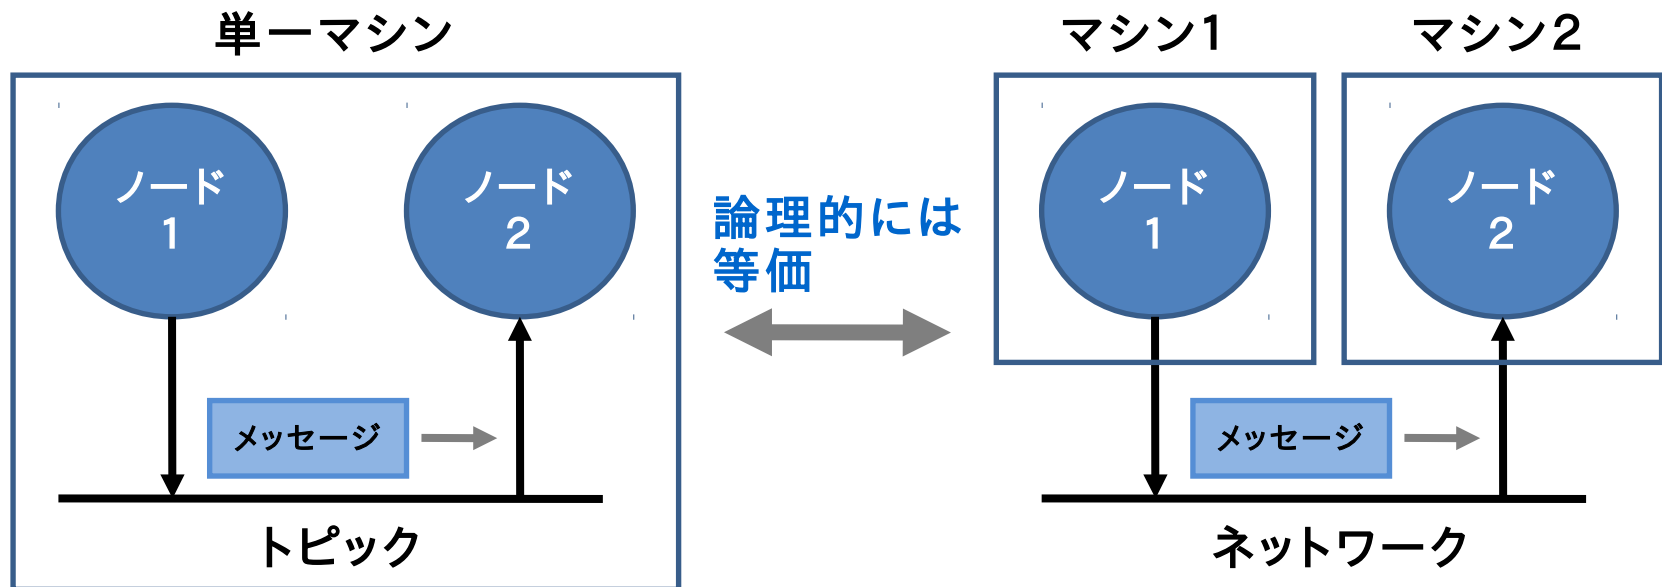 単一マシン
ノード
1
ノード
2
メッセージ
トピック
論理的には
等価
マシン1
マシン2
ノード
1
ノード
2
メッセージ
ネットワーク